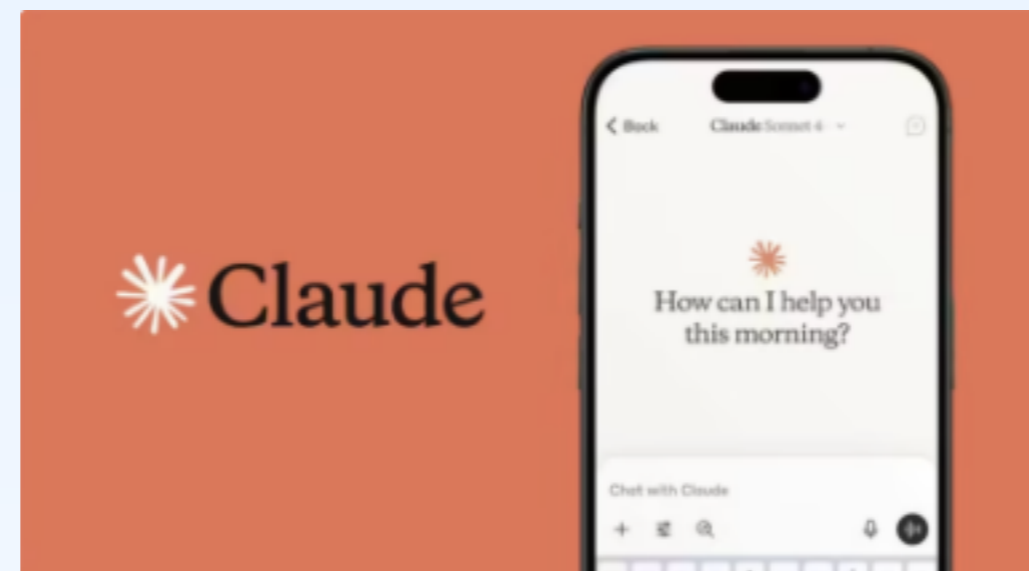 Claude
Back
Claude Sonnet 4
How can I help you
this morning?
Chat with Claude